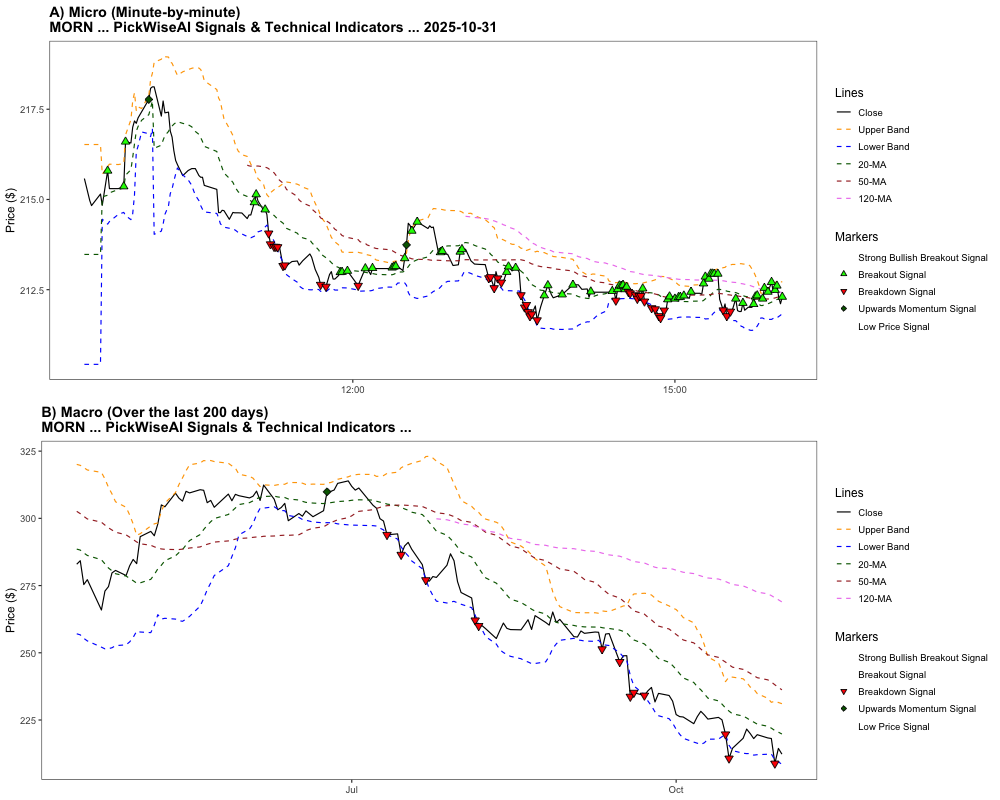 A) Micro (Minute-by-minute)
MORN ... PickWiseAI Signals & Technical Indicators ... 2025-10-31
Price ($)
217.5
215.0
212.5
12:00
15:00
Lines
Close
Upper Band
Lower Band
20-MA
50-MA
120-MA
Markers
Strong Bullish Breakout Signal
Breakout Signal
Breakdown Signal
Upwards Momentum Signal
Low Price Signal
B) Macro (Over the last 200 days)
MORN ... PickWiseAI Signals & Technical Indicators ...
Price ($)
325
300
275
250
225
Jul
Oct
Lines
Close
Upper Band
Lower Band
20-MA
50-MA
120-MA
Markers
Strong Bullish Breakout Signal
Breakout Signal
Breakdown Signal
Upwards Momentum Signal
Low Price Signal